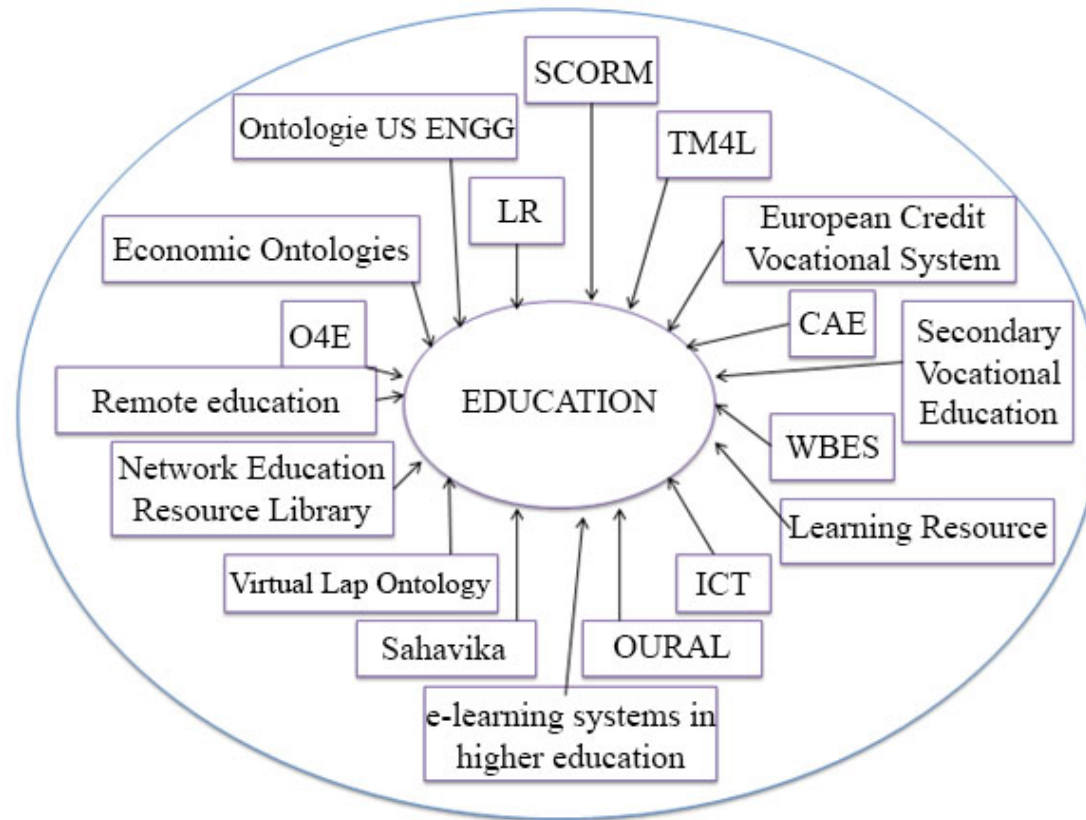 SCORM
Ontologie US ENGG
TM4L
LR
European Credit
Vocational System
Economic Ontologies
CAE
O4E
Secondary
Vocational
Education
Remote education
EDUCATION
WBES
Network Education
Resource Library
Learning Resource
Virtual Lap Ontology
ICT
Sahavika
OURAL
e-learning systems in
higher education